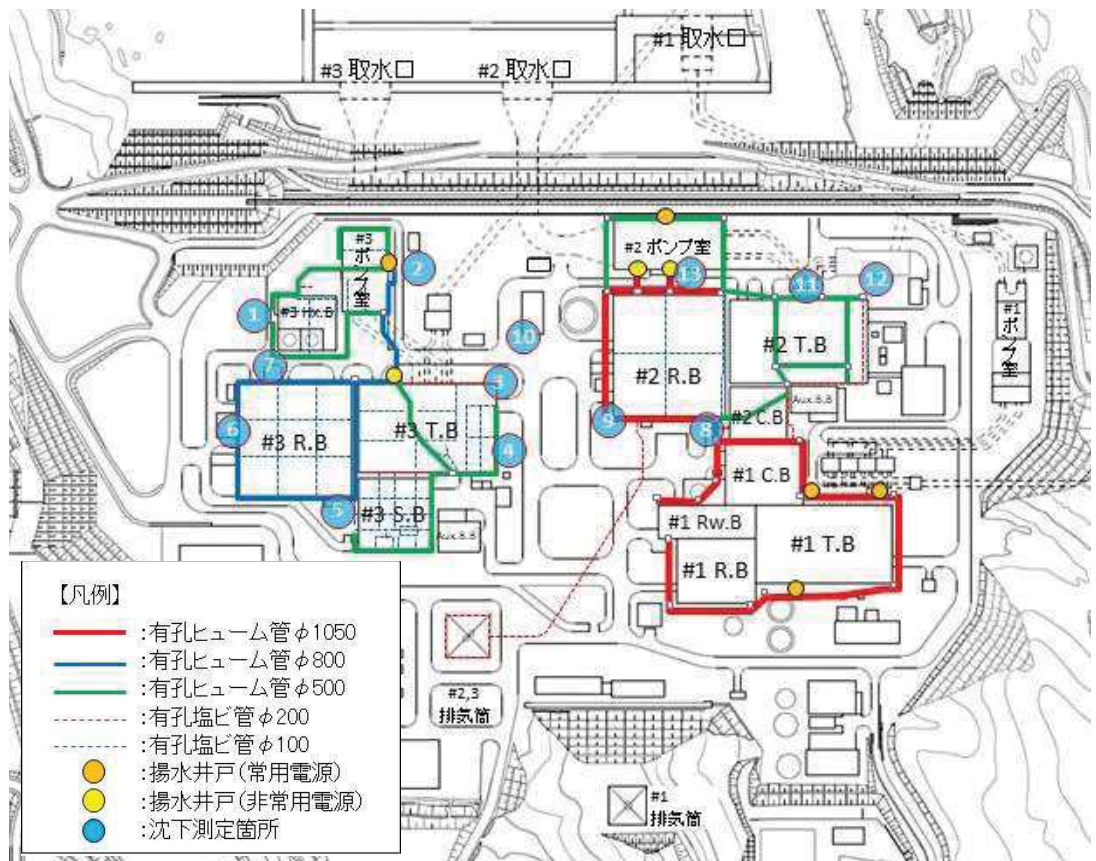 #1 取水口
#3 取水口
#2 取水口
#3
ポンプ室
2
#2 ポンプ室
13
11
12
1
#3 Hx.B
#1
ポンプ室
10
#2 T.B
7
3
#2 R.B
Aux.B.B
6
#3 R.B
#3 T.B
4
9
8
#2 C.B
#1 C.B
5
#3 S.B
Aux.B.B
#1 Rw.B
#1 T.B
#1 R.B
【凡例】
:有孔ヒューム管φ1050
:有孔ヒューム管φ800
:有孔ヒューム管φ500
:有孔塩ビ管φ200
:有孔塩ビ管φ100
:揚水井戸(常用電源)
:揚水井戸(非常用電源)
:沈下測定箇所
#2,3
排気筒
#1
排気筒